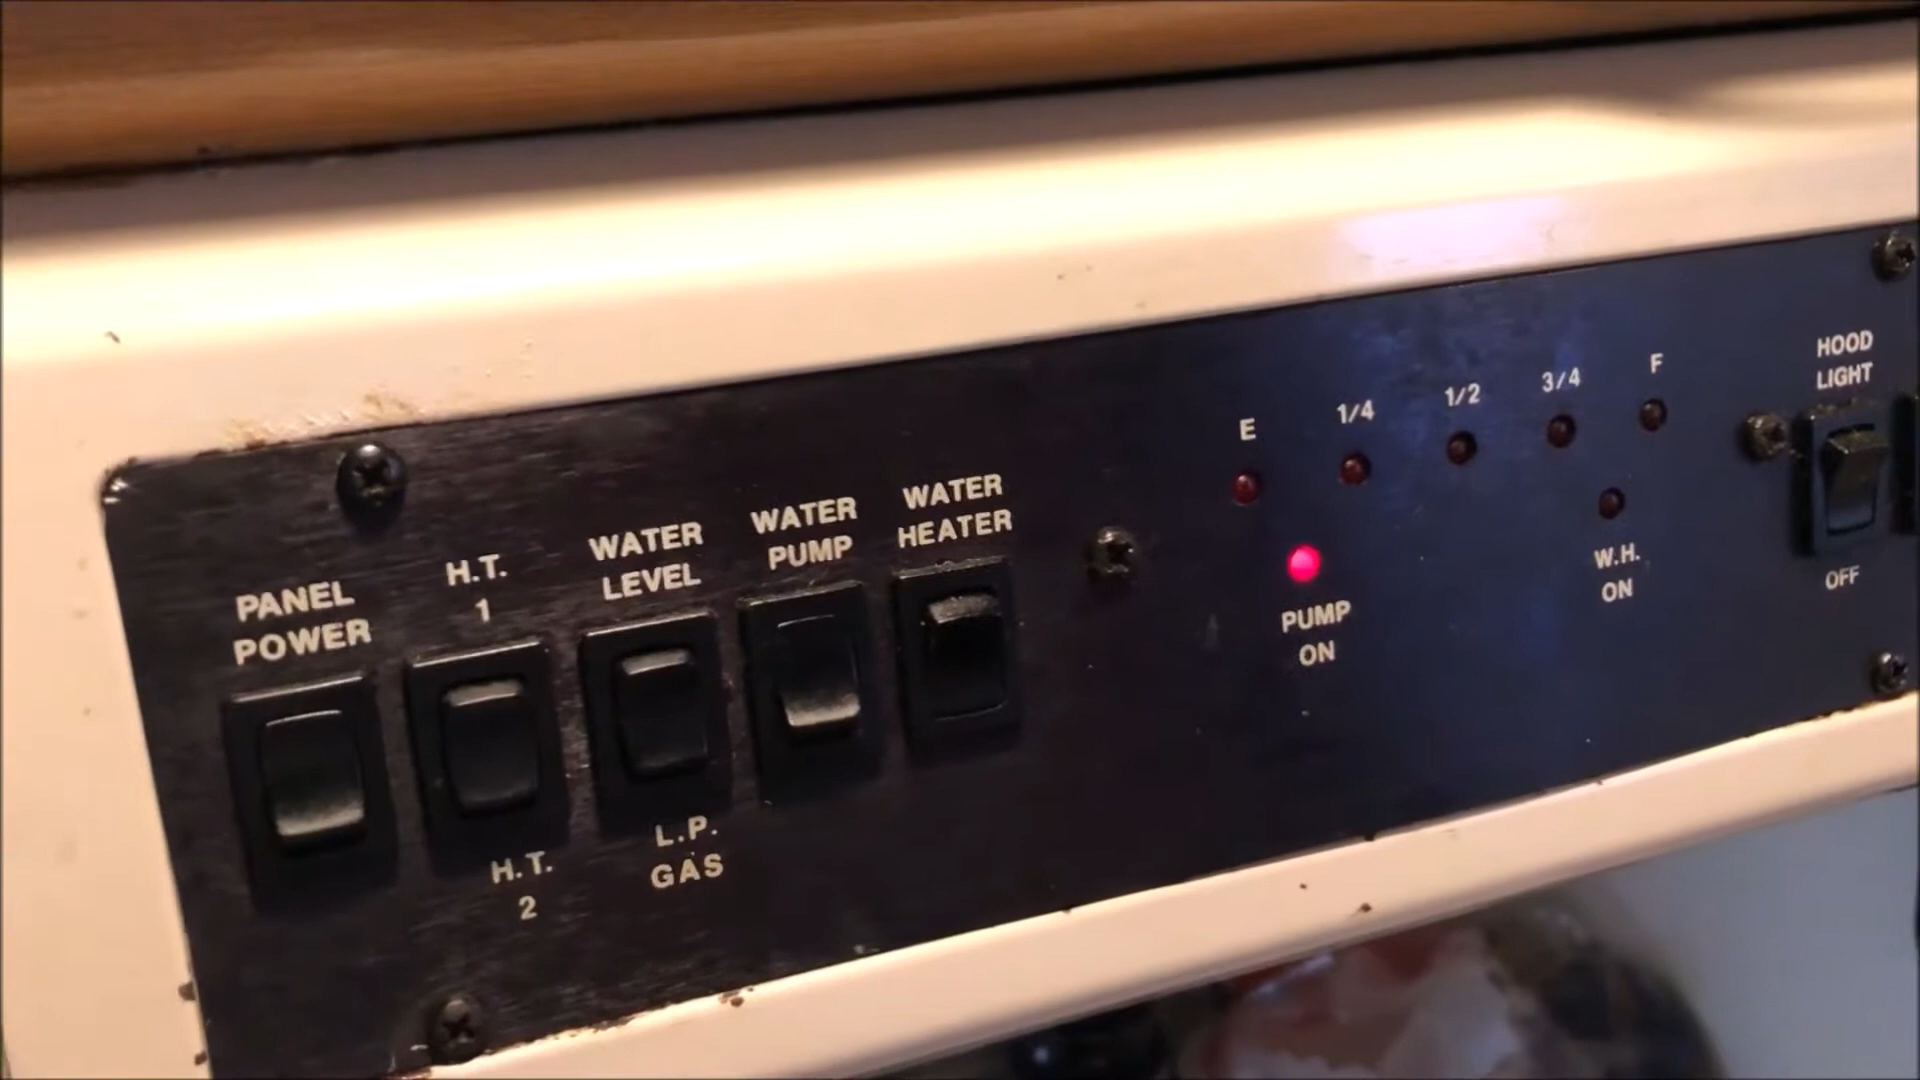 PANEL
POWER
H.T.
1
H.T.
2
WATER
LEVEL
L.P.
GAS
WATER
PUMP
WATER
HEATER
E
1/4
1/2
3/4
F
PUMP
ON
W.H.
ON
HOOD
LIGHT
OFF